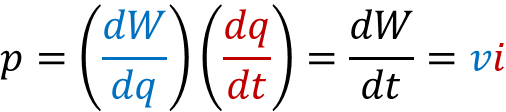 p = (dW/dq)(dq/dt) = dW/dt = vi